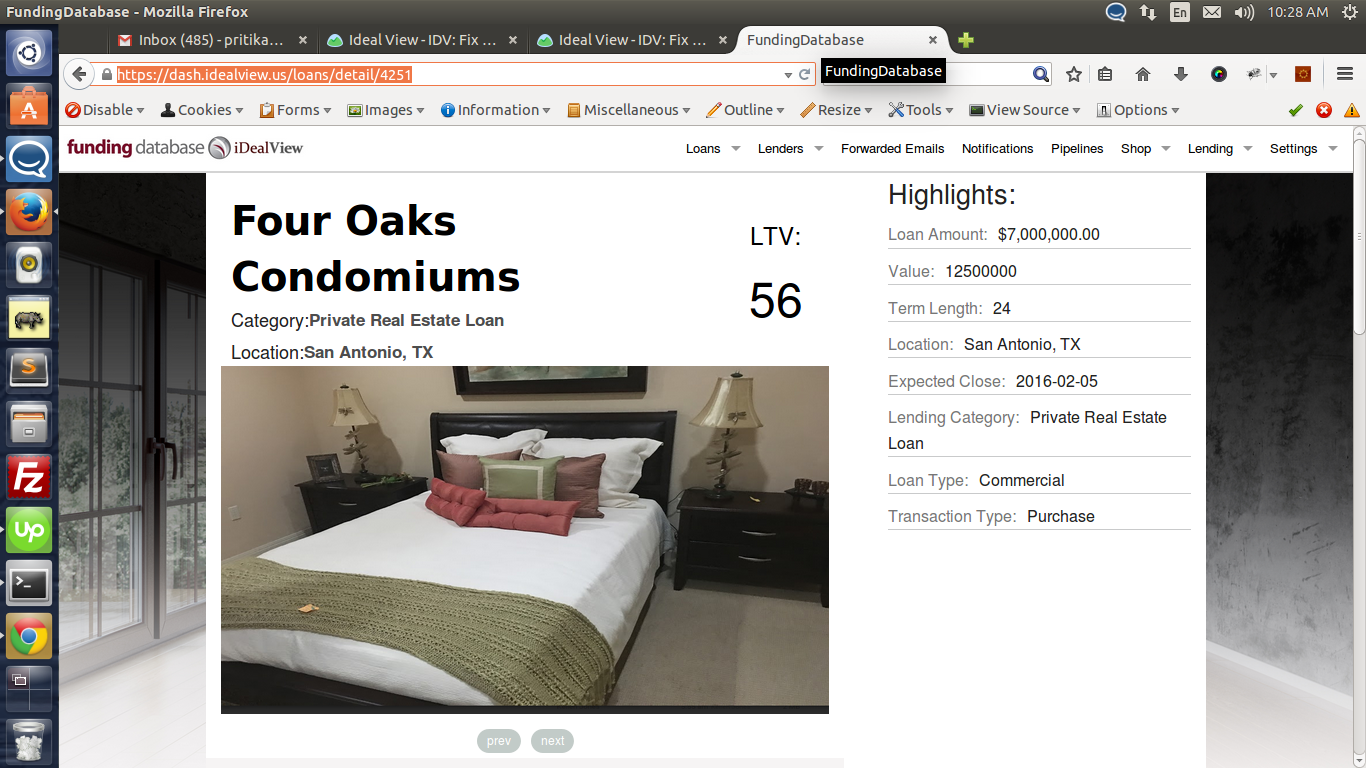 FundingDatabase - Mozilla Firefox
En
10:28 AM
Inbox (485) - pritika...
Ideal View - IDV: Fix ...
Ideal View - IDV: Fix ...
FundingDatabase
https://dash.idealview.us/loans/detail/4251
FundingDatabase
Disable
Cookies
Forms
Images
Information
Miscellaneous
Outline
Resize
Tools
View Source
Options
funding database iDealView
Loans
Lenders
Forwarded Emails
Notifications
Pipelines
Shop
Lending
Settings
Four Oaks
Condomiums
Category:Private Real Estate Loan
Location:San Antonio, TX
LTV:
56
Highlights:
Loan Amount: $7,000,000.00
Value: 12500000
Term Length: 24
Location: San Antonio, TX
Expected Close: 2016-02-05
Lending Category: Private Real Estate
Loan
Loan Type: Commercial
Transaction Type: Purchase
prev
next
S
Fz
up
>_